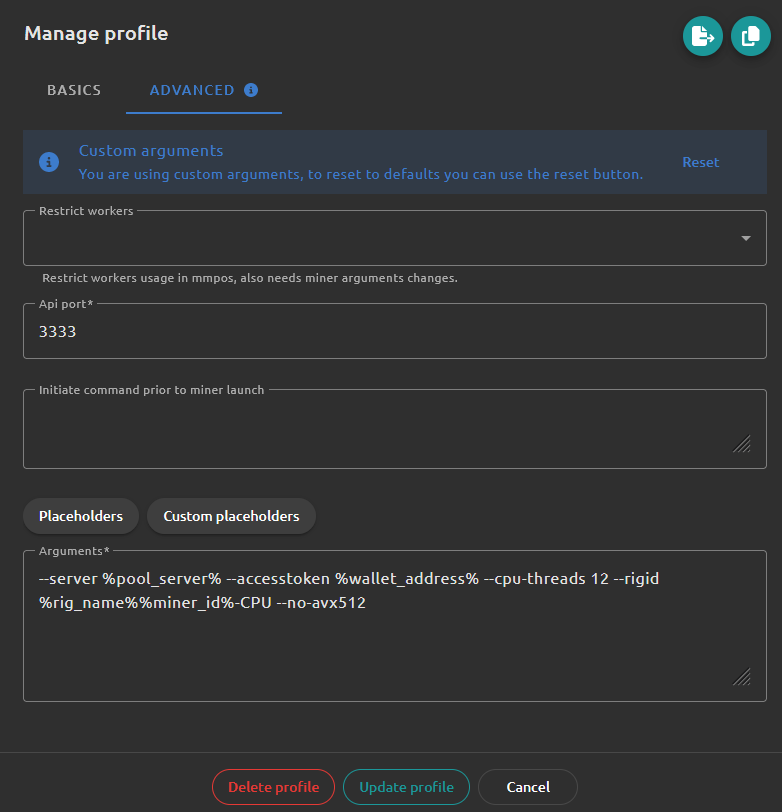 Manage profile
BASICS
ADVANCED
Custom arguments
You are using custom arguments, to reset to defaults you can use the reset button.
Reset
Restrict workers
Restrict workers usage in mmpos, also needs miner arguments changes.
Api port*
3333
Initiate command prior to miner launch
Placeholders
Custom placeholders
Arguments*
--server %pool_server% --accesstoken %wallet_address% --cpu-threads 12 --rigid
%rig_name%%miner_id%-CPU --no-avx512
Delete profile
Update profile
Cancel